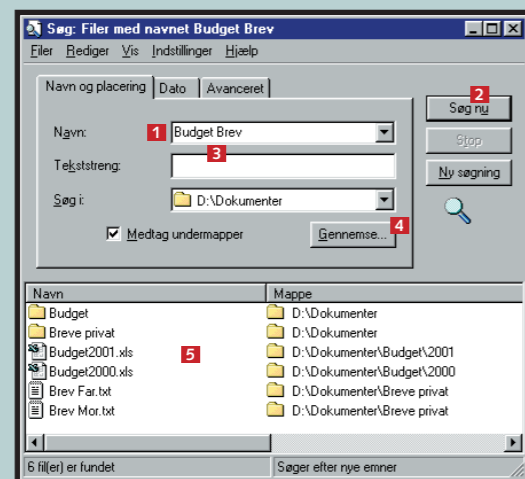 Søg: Filer med navnet Budget Brev
Filer Rediger Vis Indstillinger Hjælp
Navn og placering Dato Avanceret
2
Søg nu
Navn: 1 Budget Brev
Stop
3
Tekststreng:
Ny søgning
Søg i: D:\Dokumenter
4
Medtag undermapper Gennemse...
Navn Mappe
Budget D:\Dokumenter
Breve privat D:\Dokumenter
Budget2001.xls 5 D:\Dokumenter\Budget\2001
Budget2000.xls D:\Dokumenter\Budget\2000
Brev Far.txt D:\Dokumenter\Breve privat
Brev Mor.txt D:\Dokumenter\Breve privat
6 fil(er) er fundet Søger efter nye emner